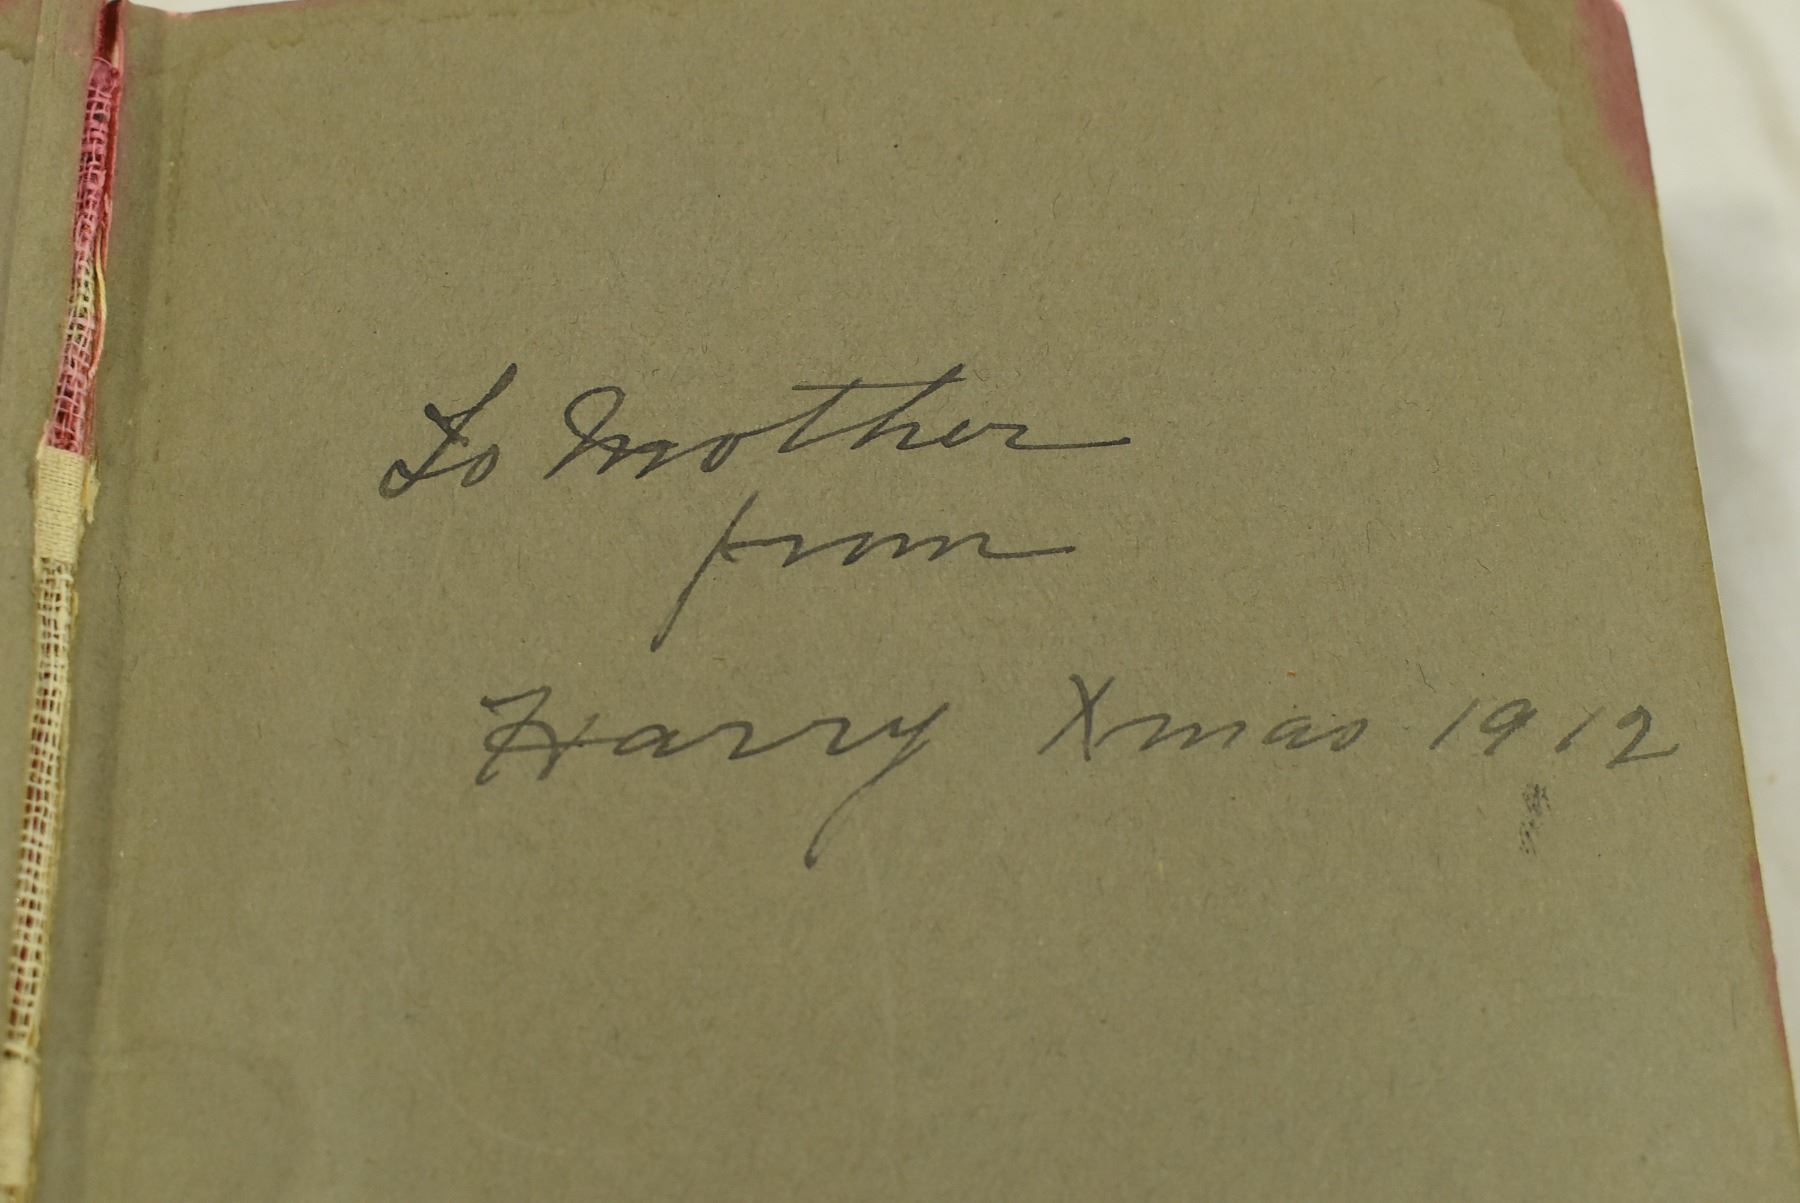 To Mother
from
Harry Xmas 1912